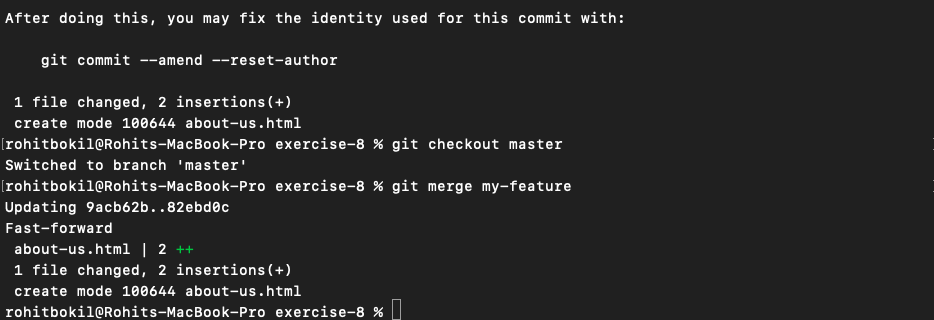 After doing this, you may fix the identity used for this commit with:
git commit --amend --reset-author
1 file changed, 2 insertions(+)
create mode 100644 about-us.html
[rohitbokil@Rohits-MacBook-Pro exercise-8 % git checkout master
Switched to branch 'master'
[rohitbokil@Rohits-MacBook-Pro exercise-8 % git merge my-feature
Updating 9acb62b..82ebd0c
Fast-forward
about-us.html | 2 ++
1 file changed, 2 insertions(+)
create mode 100644 about-us.html
rohitbokil@Rohits-MacBook-Pro exercise-8 %